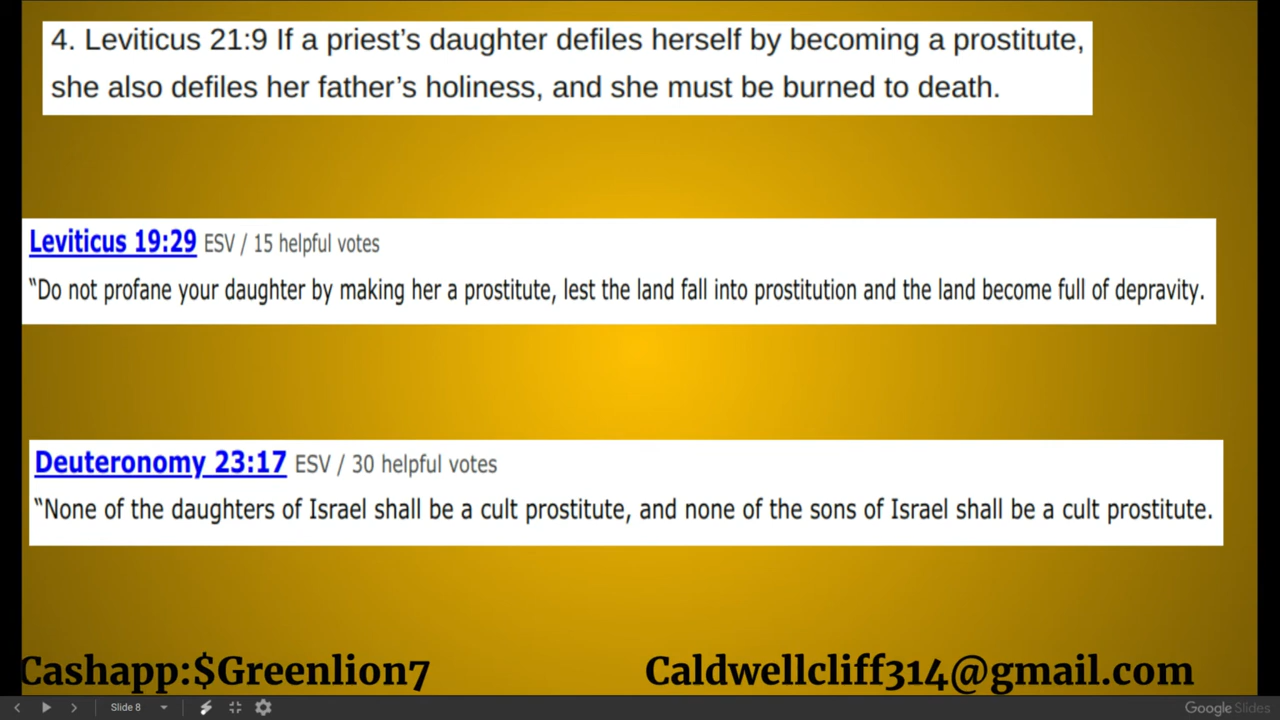 4. Leviticus 21:9 If a priest’s daughter defiles herself by becoming a prostitute,
she also defiles her father’s holiness, and she must be burned to death.
Leviticus 19:29 ESV / 15 helpful votes
“Do not profane your daughter by making her a prostitute, lest the land fall into prostitution and the land become full of depravity.
Deuteronomy 23:17 ESV / 30 helpful votes
“None of the daughters of Israel shall be a cult prostitute, and none of the sons of Israel shall be a cult prostitute.
Cashapp:$Greenlion7
Caldwellcliff314@gmail.com
Slide 8
Google Slides